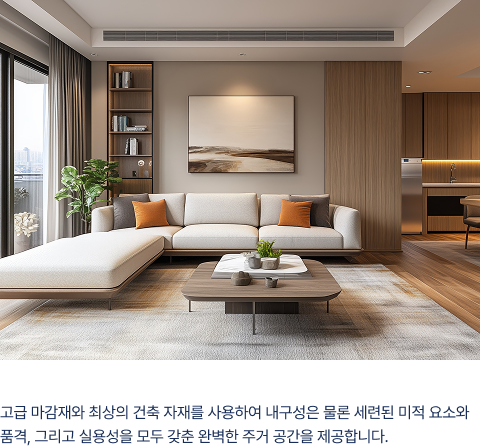 고급 마감재와 최상의 건축 자재를 사용하여 내구성은 물론 세련된 미적 요소와
품격, 그리고 실용성을 모두 갖춘 완벽한 주거 공간을 제공합니다.